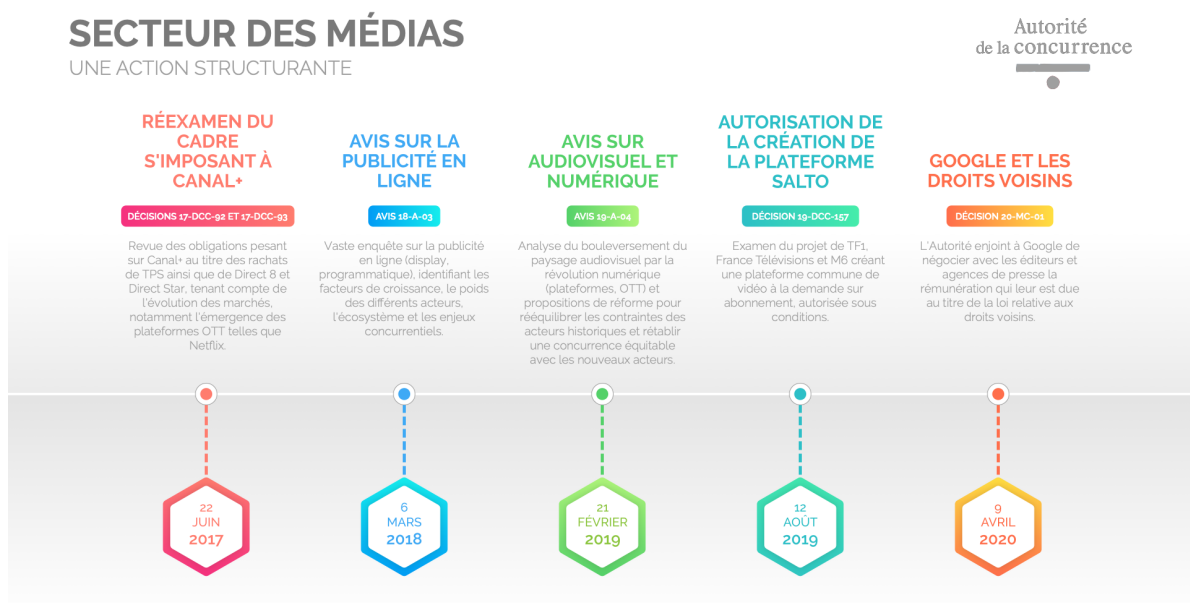 SECTEUR DES MÉDIAS
UNE ACTION STRUCTURANTE
Autorité
de la concurrence
RÉEXAMEN DU
CADRE
S'IMPOSANT À
CANAL+
DÉCISIONS 17-DCC-92 ET 17-DCC-93
Revue des obligations pesant
sur Canal+ au titre des rachats
de TPS ainsi que de Direct 8 et
Direct Star, tenant compte de
l'évolution des marchés,
notamment l'émergence des
plateformes OTT telles que
Netflix.
22
JUIN
2017
AVIS SUR LA
PUBLICITÉ EN
LIGNE
AVIS 18-A-03
Vaste enquête sur la publicité
en ligne (display,
programmatique), identifiant les
facteurs de croissance, le poids
des différents acteurs,
l'écosystème et les enjeux
concurrentiels.
6
MARS
2018
AVIS SUR
AUDIOVISUEL ET
NUMÉRIQUE
AVIS 19-A-04
Analyse du bouleversement du
paysage audiovisuel par la
révolution numérique
(plateformes, OTT) et
propositions de réforme pour
rééquilibrer les contraintes des
acteurs historiques et rétablir
une concurrence équitable
avec les nouveaux acteurs.
21
FÉVRIER
2019
AUTORISATION DE
LA CRÉATION DE
LA PLATEFORME
SALTO
DÉCISION 19-DCC-157
Examen du projet de TF1,
France Télévisions et M6 créant
une plateforme commune de
vidéo à la demande sur
abonnement, autorisée sous
conditions.
12
AOÛT
2019
GOOGLE ET LES
DROITS VOISINS
DÉCISION 20-MC-01
L'Autorité enjoint à Google de
négocier avec les éditeurs et
agences de presse la
rémunération qui leur est due
au titre de la loi relative aux
droits voisins.
9
AVRIL
2020